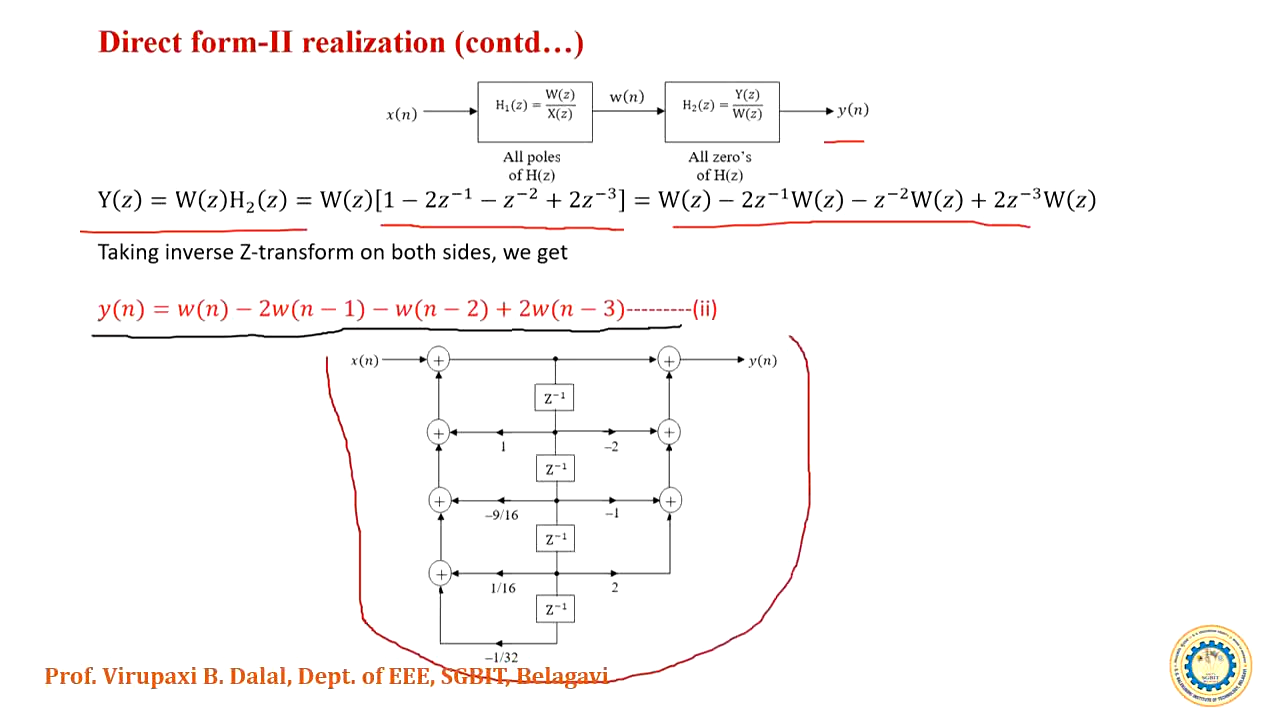 Direct form-II realization (contd…)
x(n) H₁(z) = W(z)/X(z) w(n) H₂(z) = Y(z)/W(z) y(n)
All poles of H(z) All zero's of H(z)
Y(z) = W(z)H₂(z) = W(z)[1 − 2z⁻¹ − z⁻² + 2z⁻³] = W(z) − 2z⁻¹W(z) − z⁻²W(z) + 2z⁻³W(z)
Taking inverse Z-transform on both sides, we get
y(n) = w(n) − 2w(n − 1) − w(n − 2) + 2w(n − 3)---------(ii)
x(n) + + y(n)
Z⁻¹
+ 1 −2 +
Z⁻¹
+ −9/16 −1 +
Z⁻¹
+ 1/16 2
Z⁻¹
−1/32
Prof. Virupaxi B. Dalal, Dept. of EEE, SGBIT, Belagavi
SGBIT